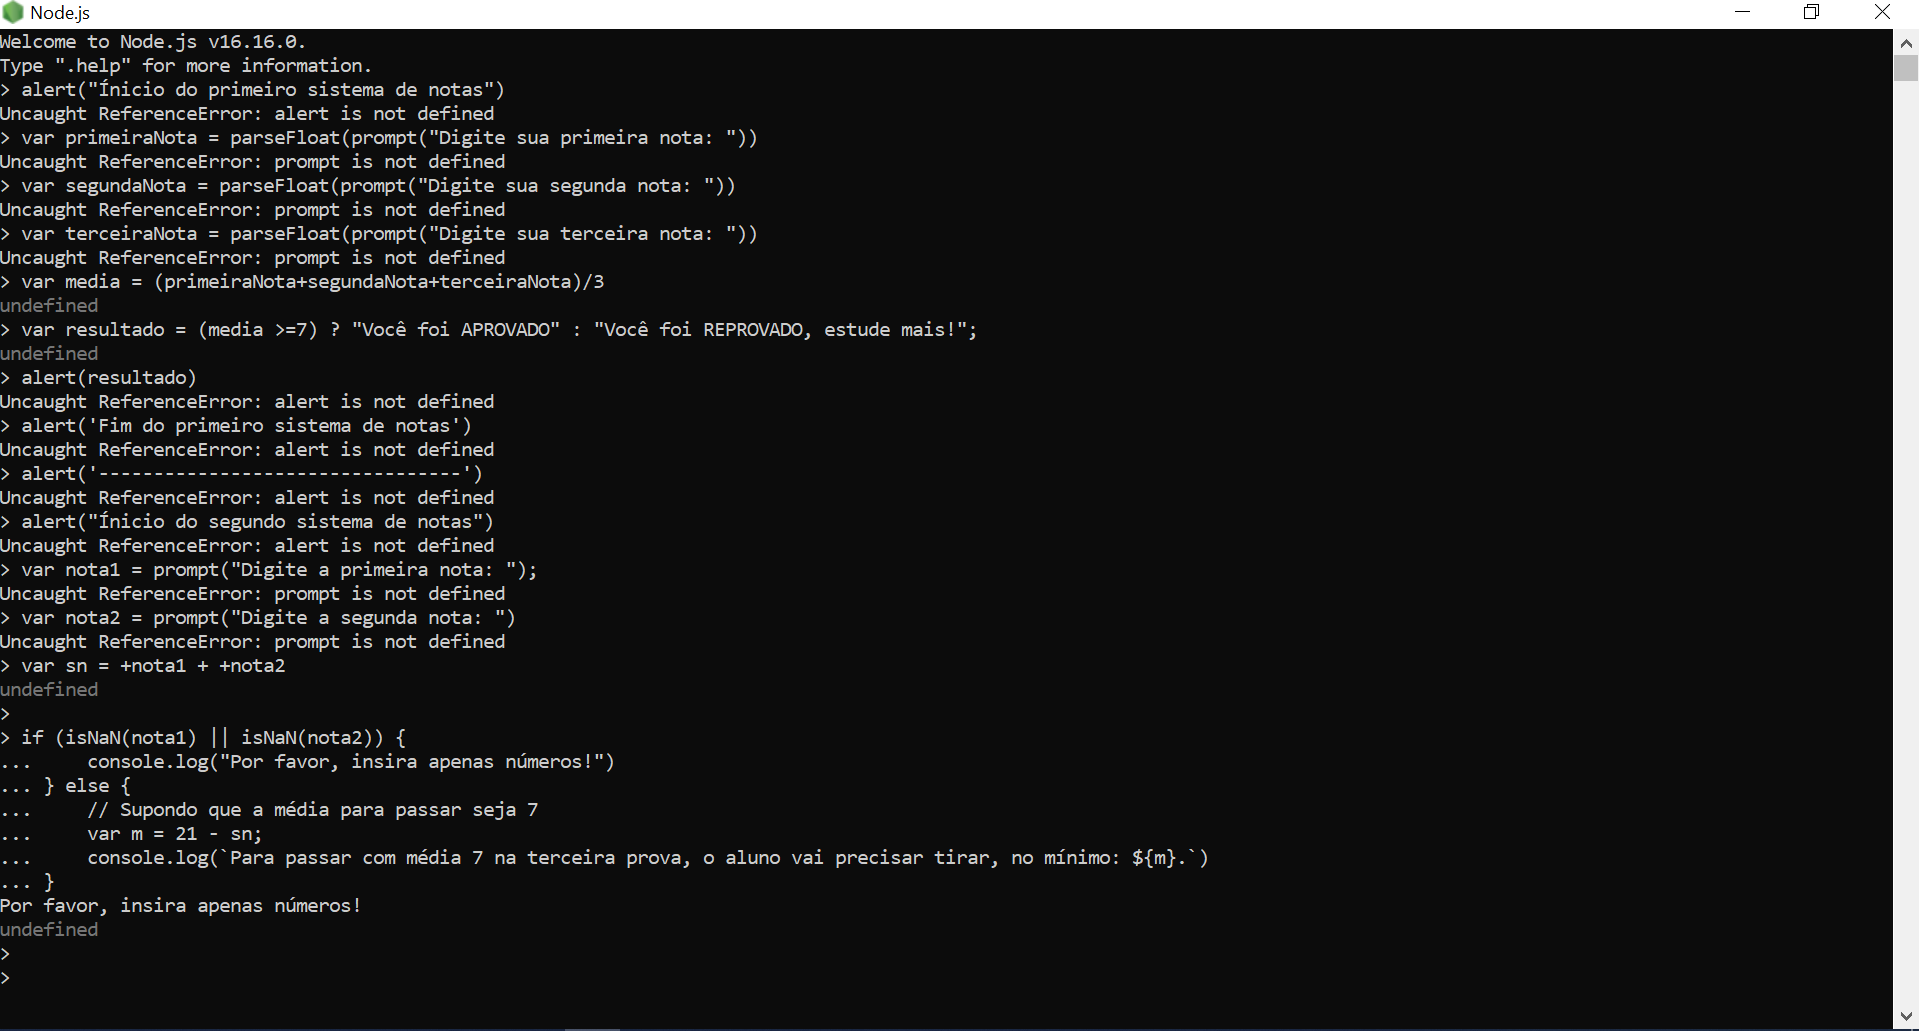 Node.js
Welcome to Node.js v16.16.0.
Type ".help" for more information.
> alert("Ínicio do primeiro sistema de notas")
Uncaught ReferenceError: alert is not defined
> var primeiraNota = parseFloat(prompt("Digite sua primeira nota: "))
Uncaught ReferenceError: prompt is not defined
> var segundaNota = parseFloat(prompt("Digite sua segunda nota: "))
Uncaught ReferenceError: prompt is not defined
> var terceiraNota = parseFloat(prompt("Digite sua terceira nota: "))
Uncaught ReferenceError: prompt is not defined
> var media = (primeiraNota+segundaNota+terceiraNota)/3
undefined
> var resultado = (media >=7) ? "Você foi APROVADO" : "Você foi REPROVADO, estude mais!";
undefined
> alert(resultado)
Uncaught ReferenceError: alert is not defined
> alert('Fim do primeiro sistema de notas')
Uncaught ReferenceError: alert is not defined
> alert('---------------------------------')
Uncaught ReferenceError: alert is not defined
> alert("Ínicio do segundo sistema de notas")
Uncaught ReferenceError: alert is not defined
> var nota1 = prompt("Digite a primeira nota: ");
Uncaught ReferenceError: prompt is not defined
> var nota2 = prompt("Digite a segunda nota: ")
Uncaught ReferenceError: prompt is not defined
> var sn = +nota1 + +nota2
undefined
>
> if (isNaN(nota1) || isNaN(nota2)) {
...     console.log("Por favor, insira apenas números!")
... } else {
...     // Supondo que a média para passar seja 7
...     var m = 21 - sn;
...     console.log(`Para passar com média 7 na terceira prova, o aluno vai precisar tirar, no mínimo: ${m}.`)
... }
Por favor, insira apenas números!
undefined
>
>